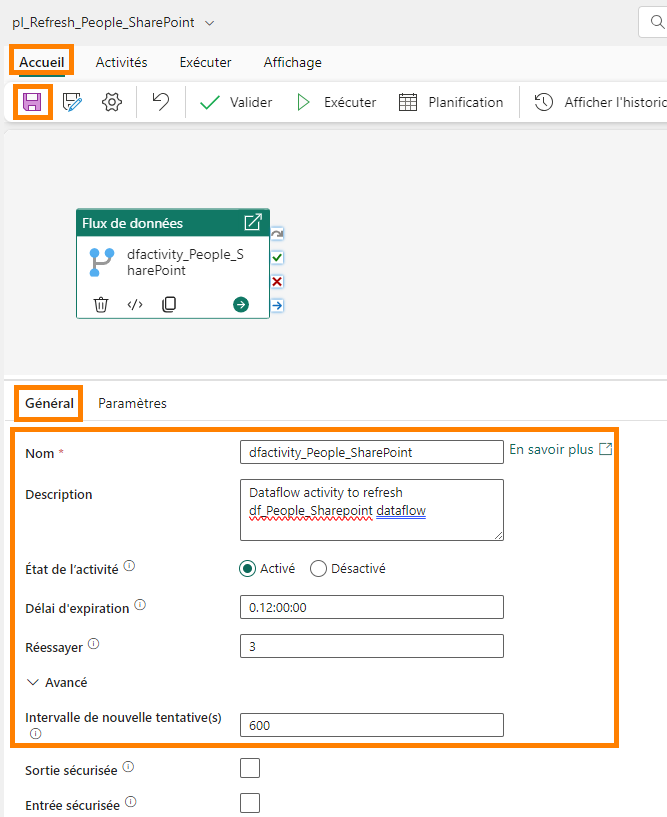 pl_Refresh_People_SharePoint
Accueil Activités Exécuter Affichage
Valider Exécuter Planification Afficher l'historic
Flux de données
dfactivity_People_S
harePoint
Général Paramètres
Nom * dfactivity_People_SharePoint En savoir plus
Description Dataflow activity to refresh
df_People_Sharepoint dataflow
État de l'activité Activé Désactivé
Délai d'expiration 0.12:00:00
Réessayer 3
Avancé
Intervalle de nouvelle tentative(s) 600
Sortie sécurisée
Entrée sécurisée